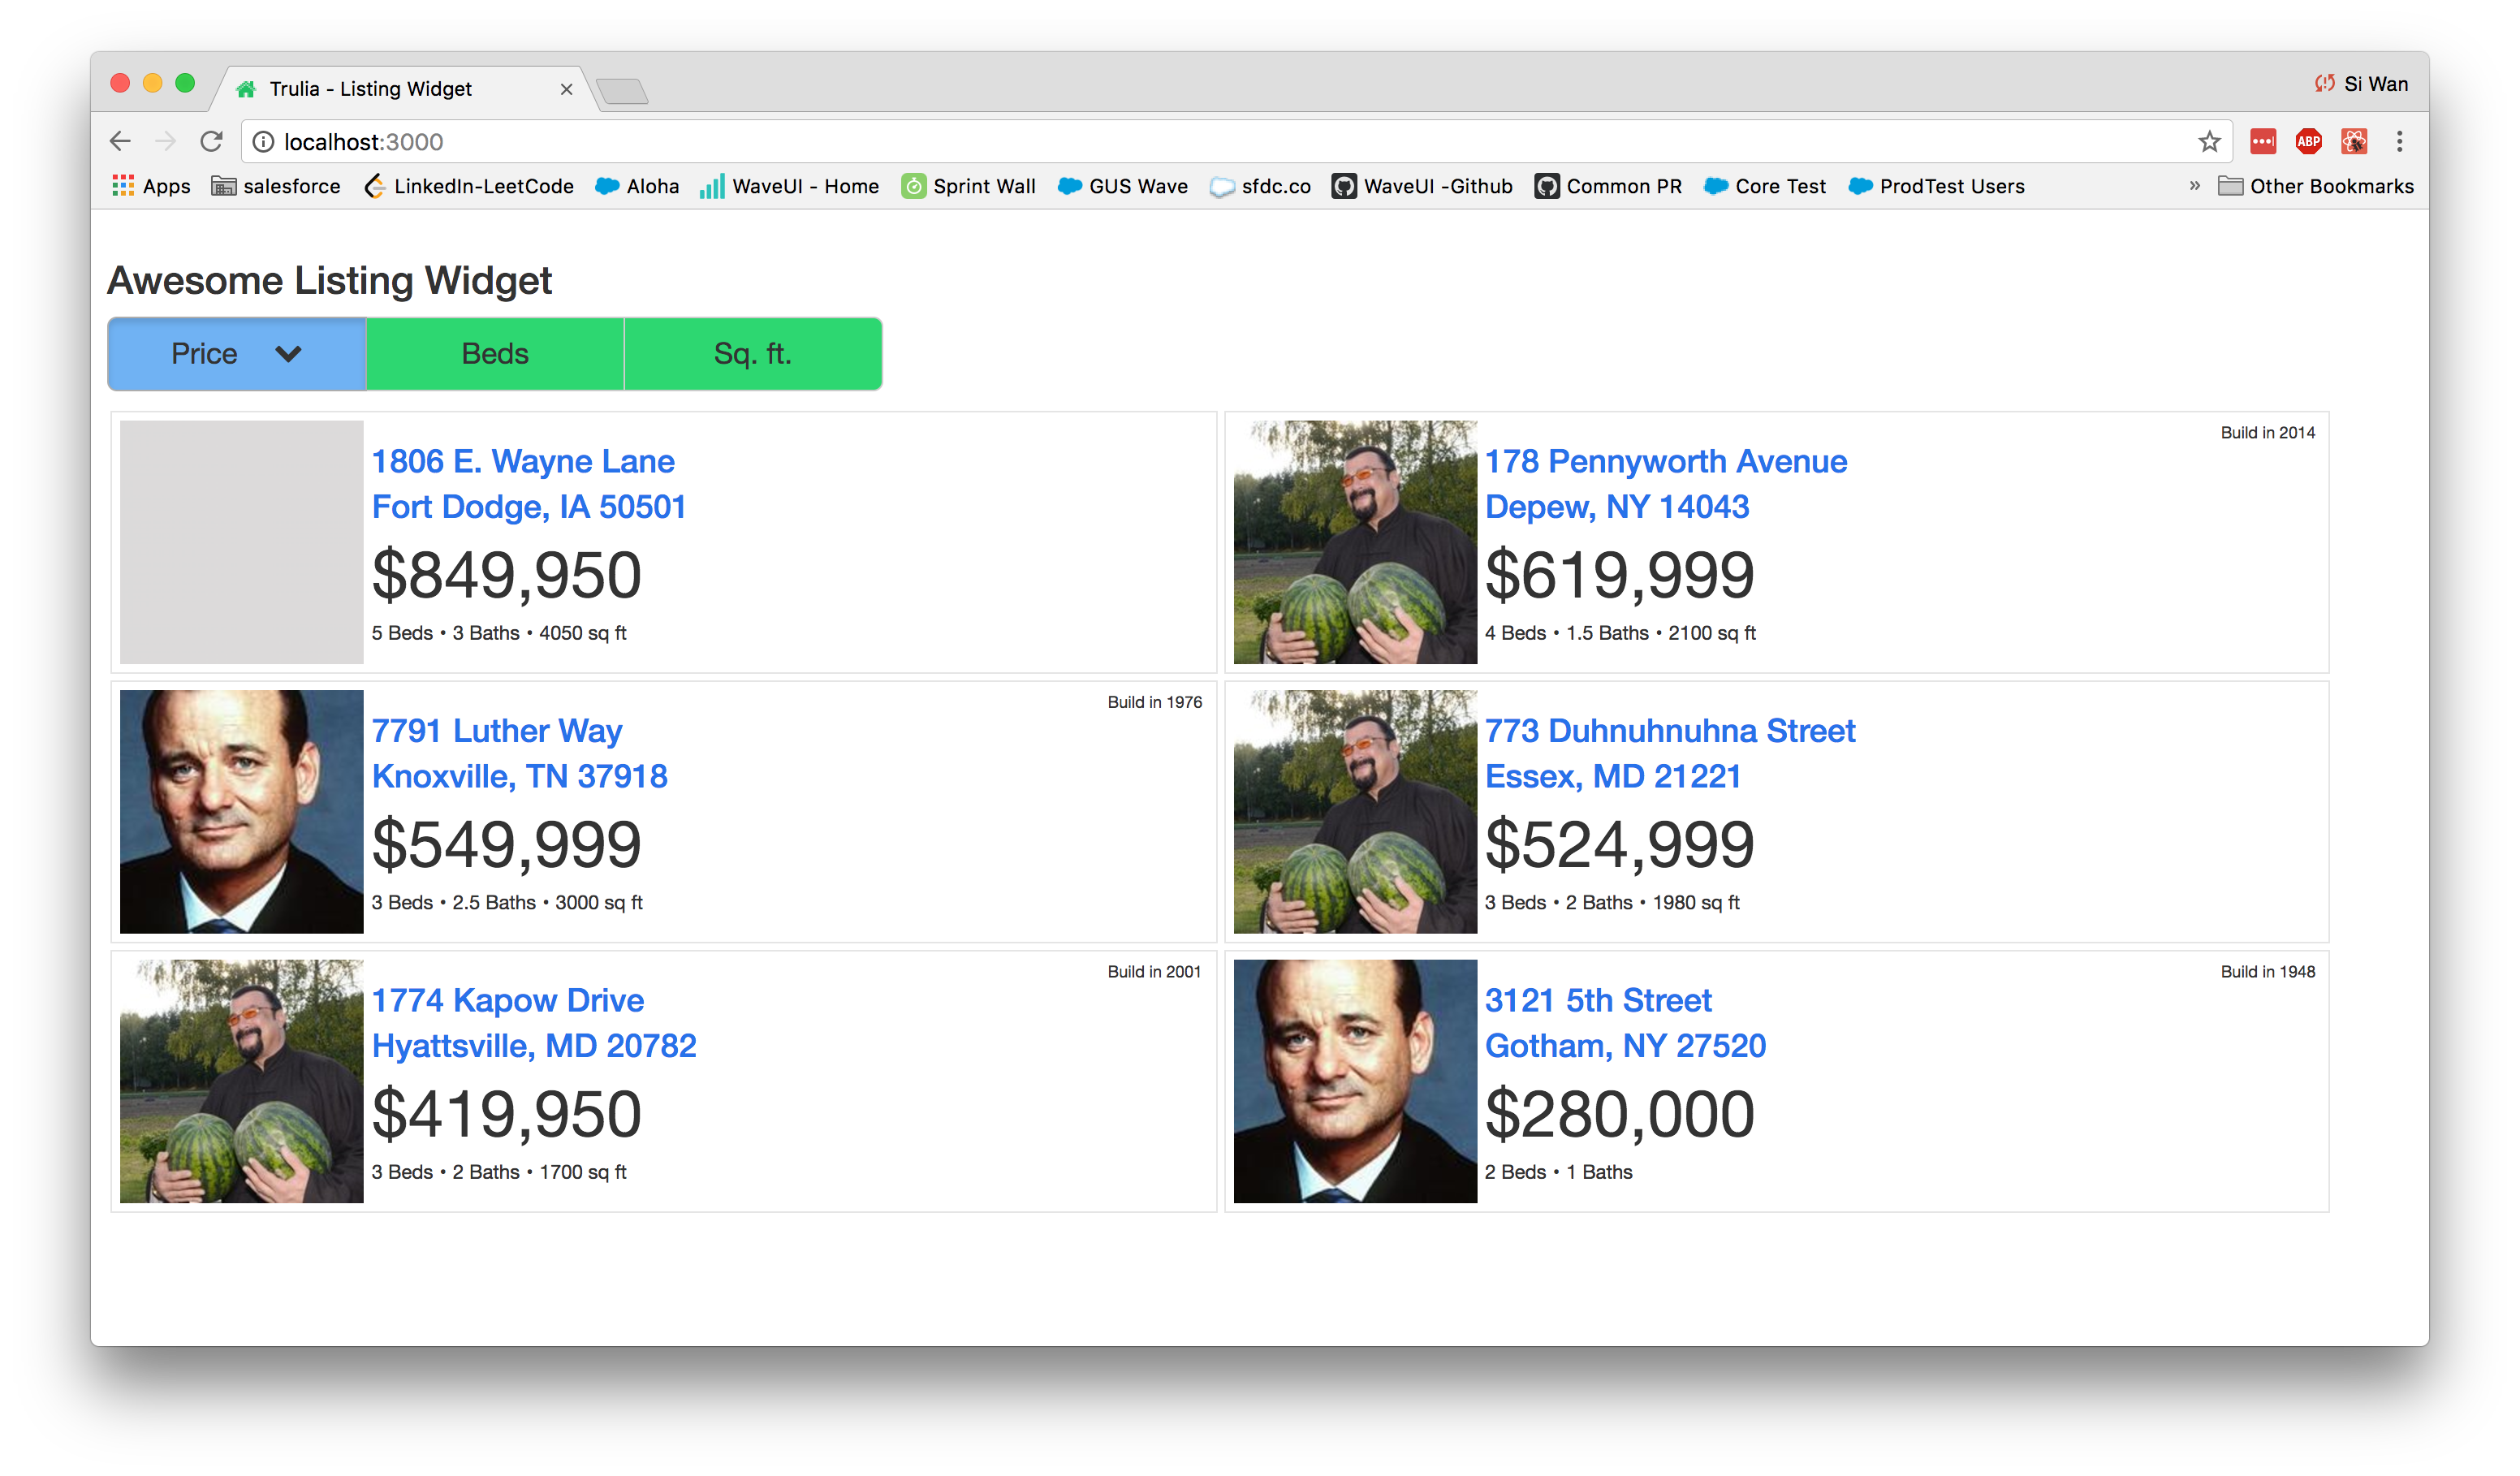 Trulia - Listing Widget
Si Wan
localhost:3000
ABP
Apps salesforce LinkedIn-LeetCode Aloha WaveUI - Home Sprint Wall GUS Wave sfdc.co WaveUI -Github Common PR Core Test ProdTest Users » Other Bookmarks
Awesome Listing Widget
Price Beds Sq. ft.
1806 E. Wayne Lane
Fort Dodge, IA 50501
$849,950
5 Beds • 3 Baths • 4050 sq ft
Build in 2014
178 Pennyworth Avenue
Depew, NY 14043
$619,999
4 Beds • 1.5 Baths • 2100 sq ft
Build in 1976
7791 Luther Way
Knoxville, TN 37918
$549,999
3 Beds • 2.5 Baths • 3000 sq ft
773 Duhnuhnuhna Street
Essex, MD 21221
$524,999
3 Beds • 2 Baths • 1980 sq ft
Build in 2001
1774 Kapow Drive
Hyattsville, MD 20782
$419,950
3 Beds • 2 Baths • 1700 sq ft
Build in 1948
3121 5th Street
Gotham, NY 27520
$280,000
2 Beds • 1 Baths